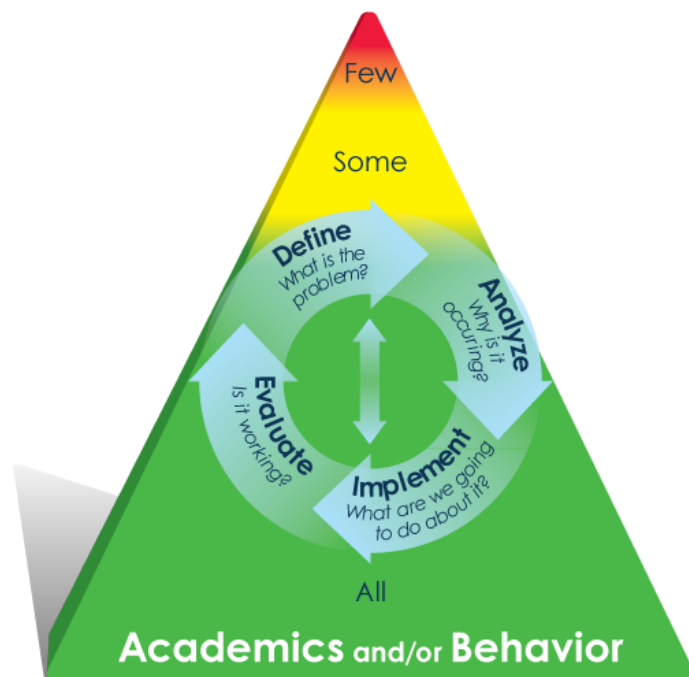 Few
Some
Define
What is the
problem?
Analyze
Why is it
occuring?
Implement
What are we going
to do about it?
Evaluate
Is it working?
All
Academics and/or Behavior